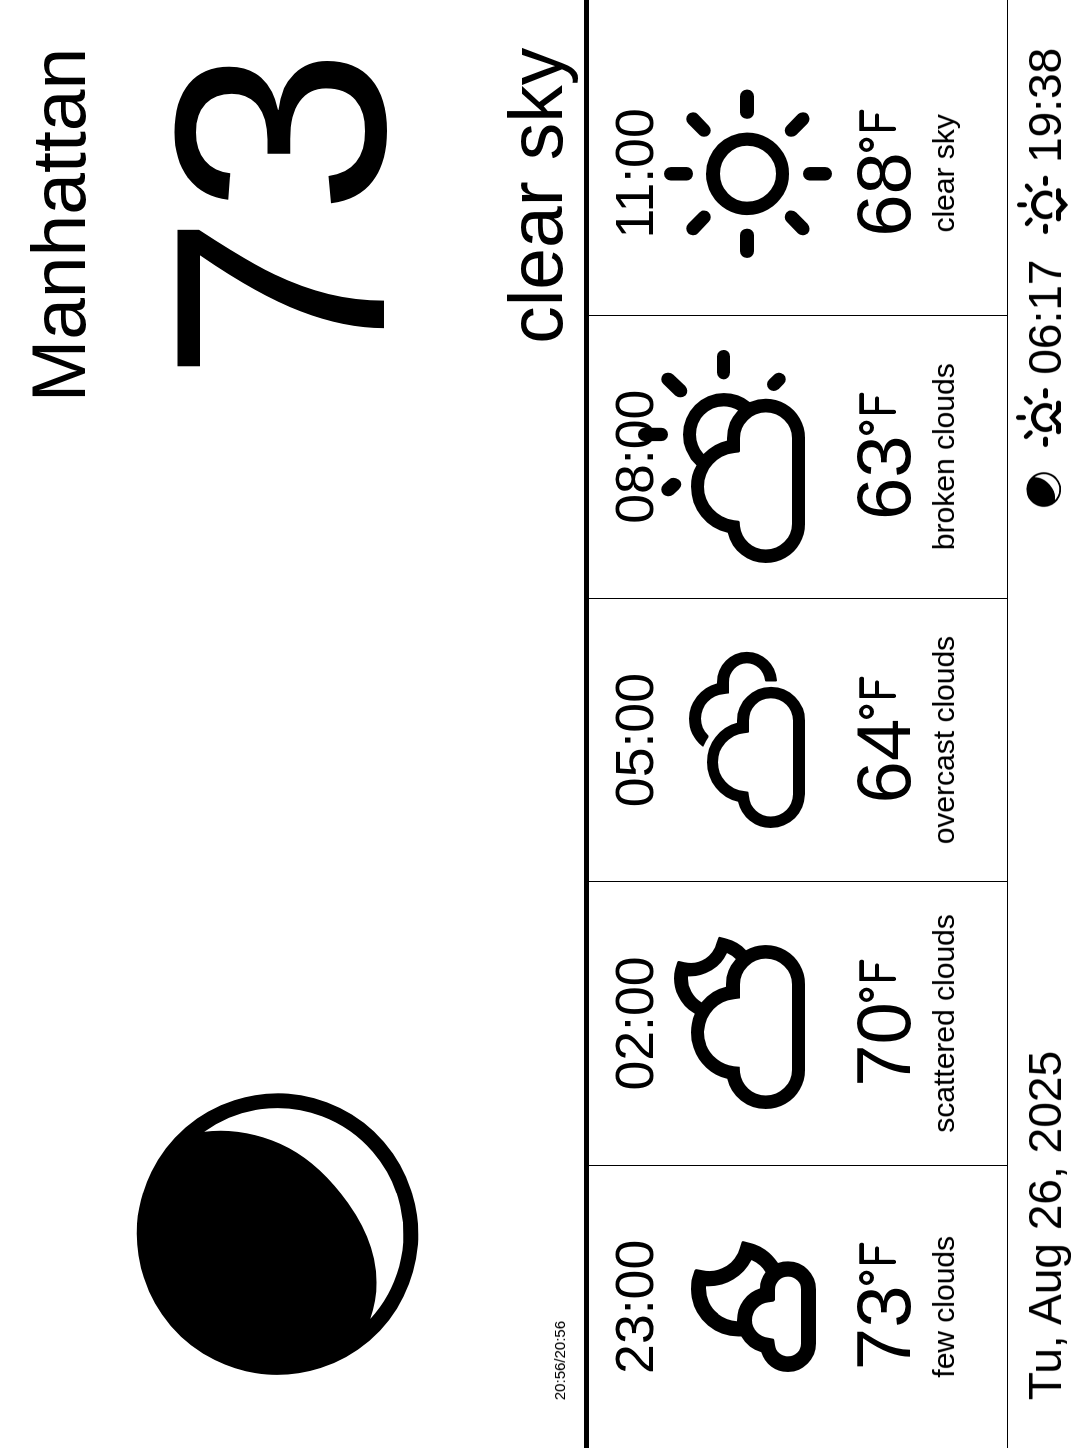 Manhattan
73
clear sky
20:56/20:56
23:00
73°F
few clouds
02:00
70°F
scattered clouds
05:00
64°F
overcast clouds
08:00
63°F
broken clouds
11:00
68°F
clear sky
Tu, Aug 26, 2025
06:17
19:38